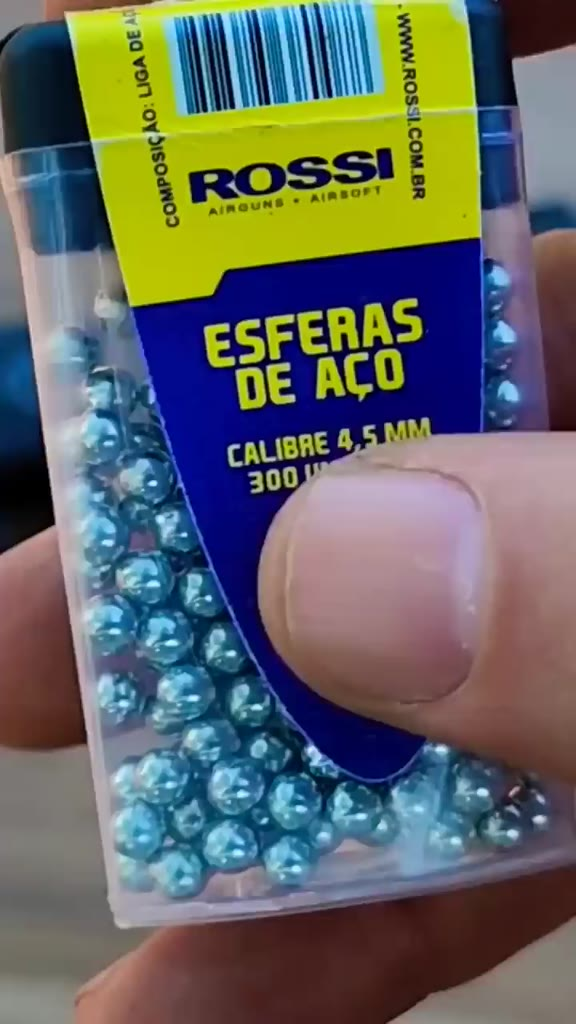 COMPOSIÇÃO: LIGA DE
WWW.ROSSI.COM.BR
ROSSI
AIRGUNS • AIRSOFT
ESFERAS
DE AÇO
CALIBRE 4,5 MM
300